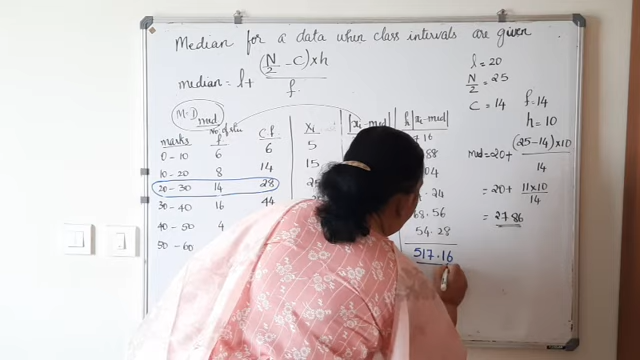 Median for a data when class intervals are given
median = l + (N/2 - C) x h / f
l = 20
N/2 = 25
C = 14 f = 14
h = 10
med = 20 + (25-14) x 10 / 14
= 20 + 11 x 10 / 14
= 27.86
M.D med
marks No. of stu f C.f xi |xi - med| fi |xi - med|
0 - 10 6 6 5
10 - 20 8 14 15 88
20 - 30 14 28 25 04
30 - 40 16 44 . 24
40 - 50 4 68.56
50 - 60 54.28
517.16